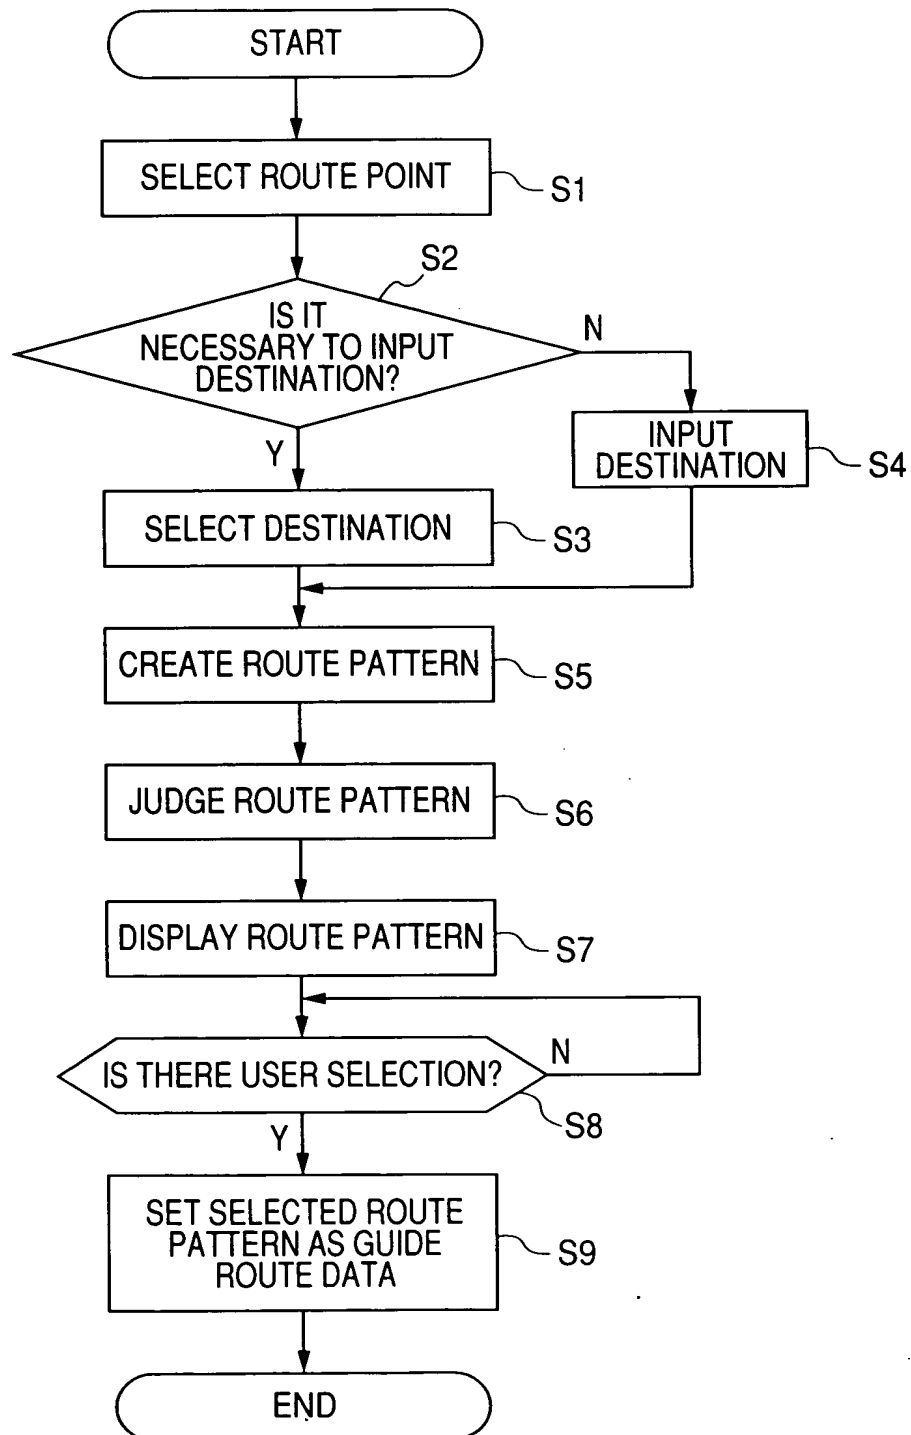 START
SELECT ROUTE POINT
S1
S2
IS IT
NECESSARY TO INPUT
DESTINATION?
N
Y
INPUT
DESTINATION
S4
SELECT DESTINATION
S3
CREATE ROUTE PATTERN
S5
JUDGE ROUTE PATTERN
S6
DISPLAY ROUTE PATTERN
S7
IS THERE USER SELECTION?
N
S8
Y
SET SELECTED ROUTE
PATTERN AS GUIDE
ROUTE DATA
S9
END